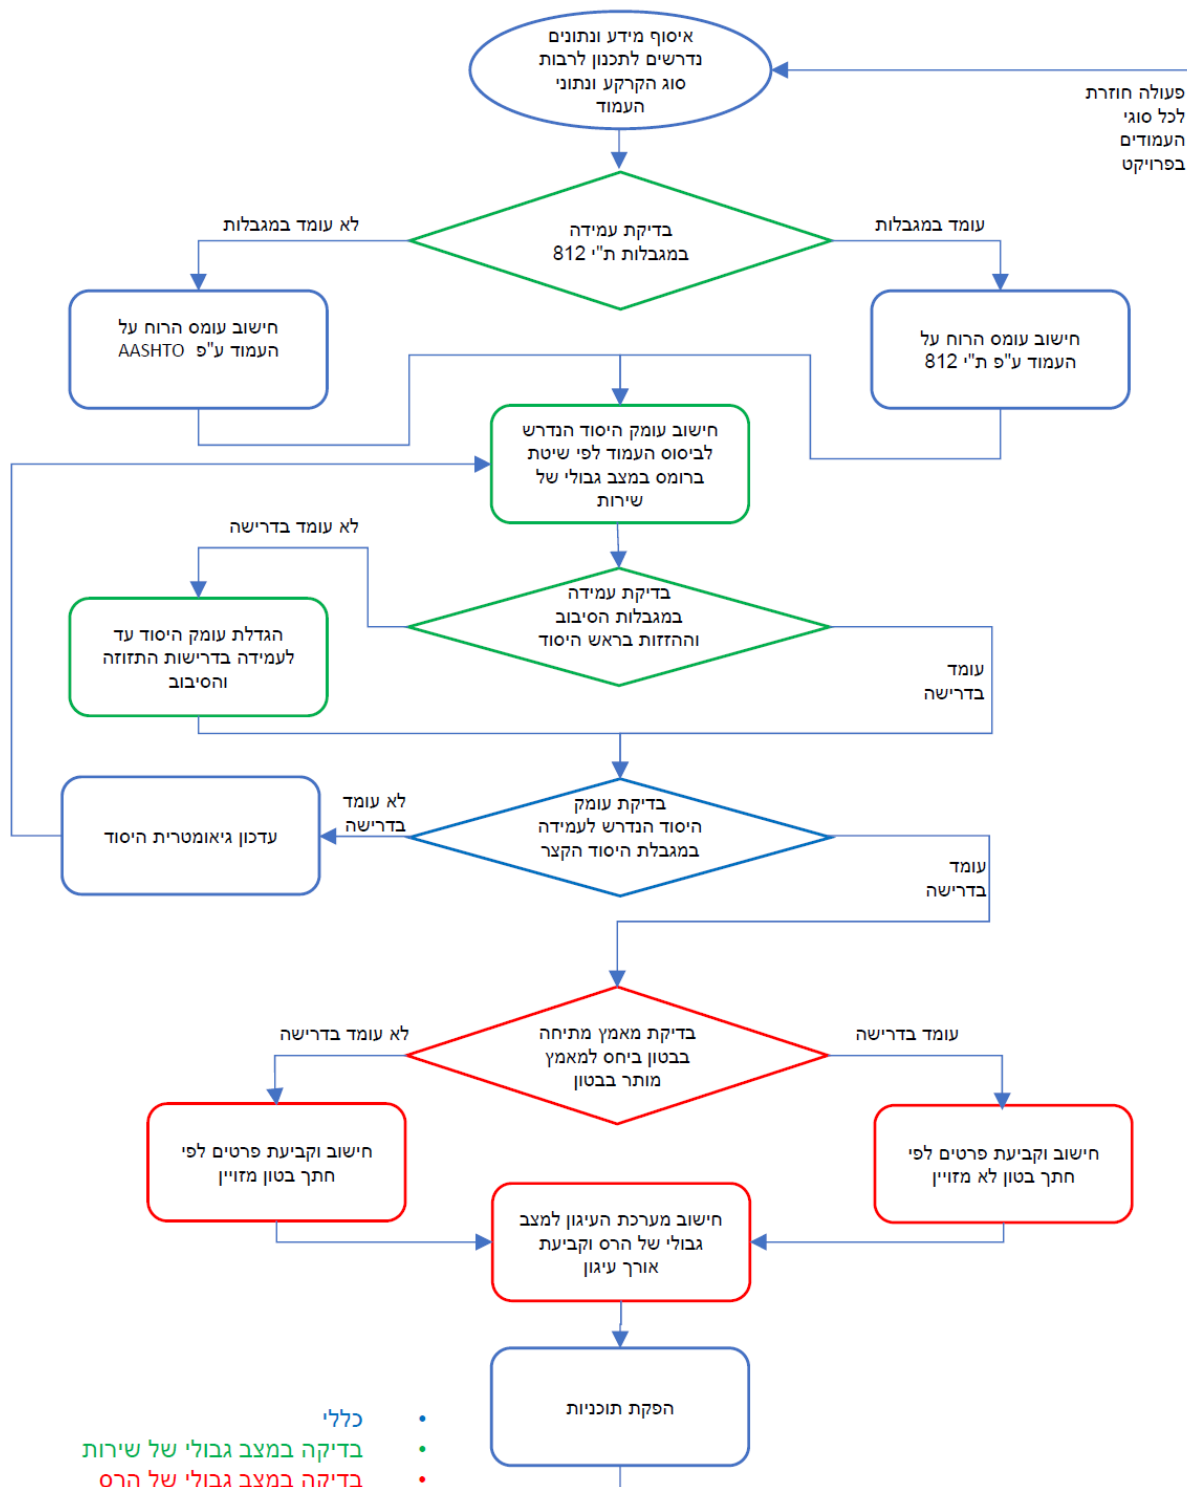 איסוף מידע ונתונים
נדרשים לתכנון לרבות
סוג הקרקע ונתוני
העמוד
פעולה חוזרת
לכל סוגי
העמודים
בפרויקט
עומד במגבלות
בדיקת עמידה
במגבלות ת"י 812
לא עומד במגבלות
חישוב עומס הרוח על
העמוד ע"פ ת"י 812
חישוב עומס הרוח על
העמוד ע"פ AASHTO
חישוב עומק היסוד הנדרש
לביסוס העמוד לפי שיטת
ברומס במצב גבולי של
שירות
לא עומד בדרישה
בדיקת עמידה
במגבלות הסיבוב
וההזזות בראש היסוד
הגדלת עומק היסוד עד
לעמידה בדרישות התזוזה
והסיבוב
עומד
בדרישה
בדיקת עומק
היסוד הנדרש לעמידה
במגבלת היסוד הקצר
לא עומד
בדרישה
עדכון גיאומטרית היסוד
עומד
בדרישה
עומד בדרישה
בדיקת מאמץ מתיחה
בבטון ביחס למאמץ
מותר בבטון
לא עומד בדרישה
חישוב וקביעת פרטים לפי
חתך בטון לא מזויין
חישוב וקביעת פרטים לפי
חתך בטון מזויין
חישוב מערכת העיגון למצב
גבולי של הרס וקביעת
אורך עיגון
הפקת תוכניות
• כללי
• בדיקה במצב גבולי של שירות
• בדיקה במצב גבולי של הרס